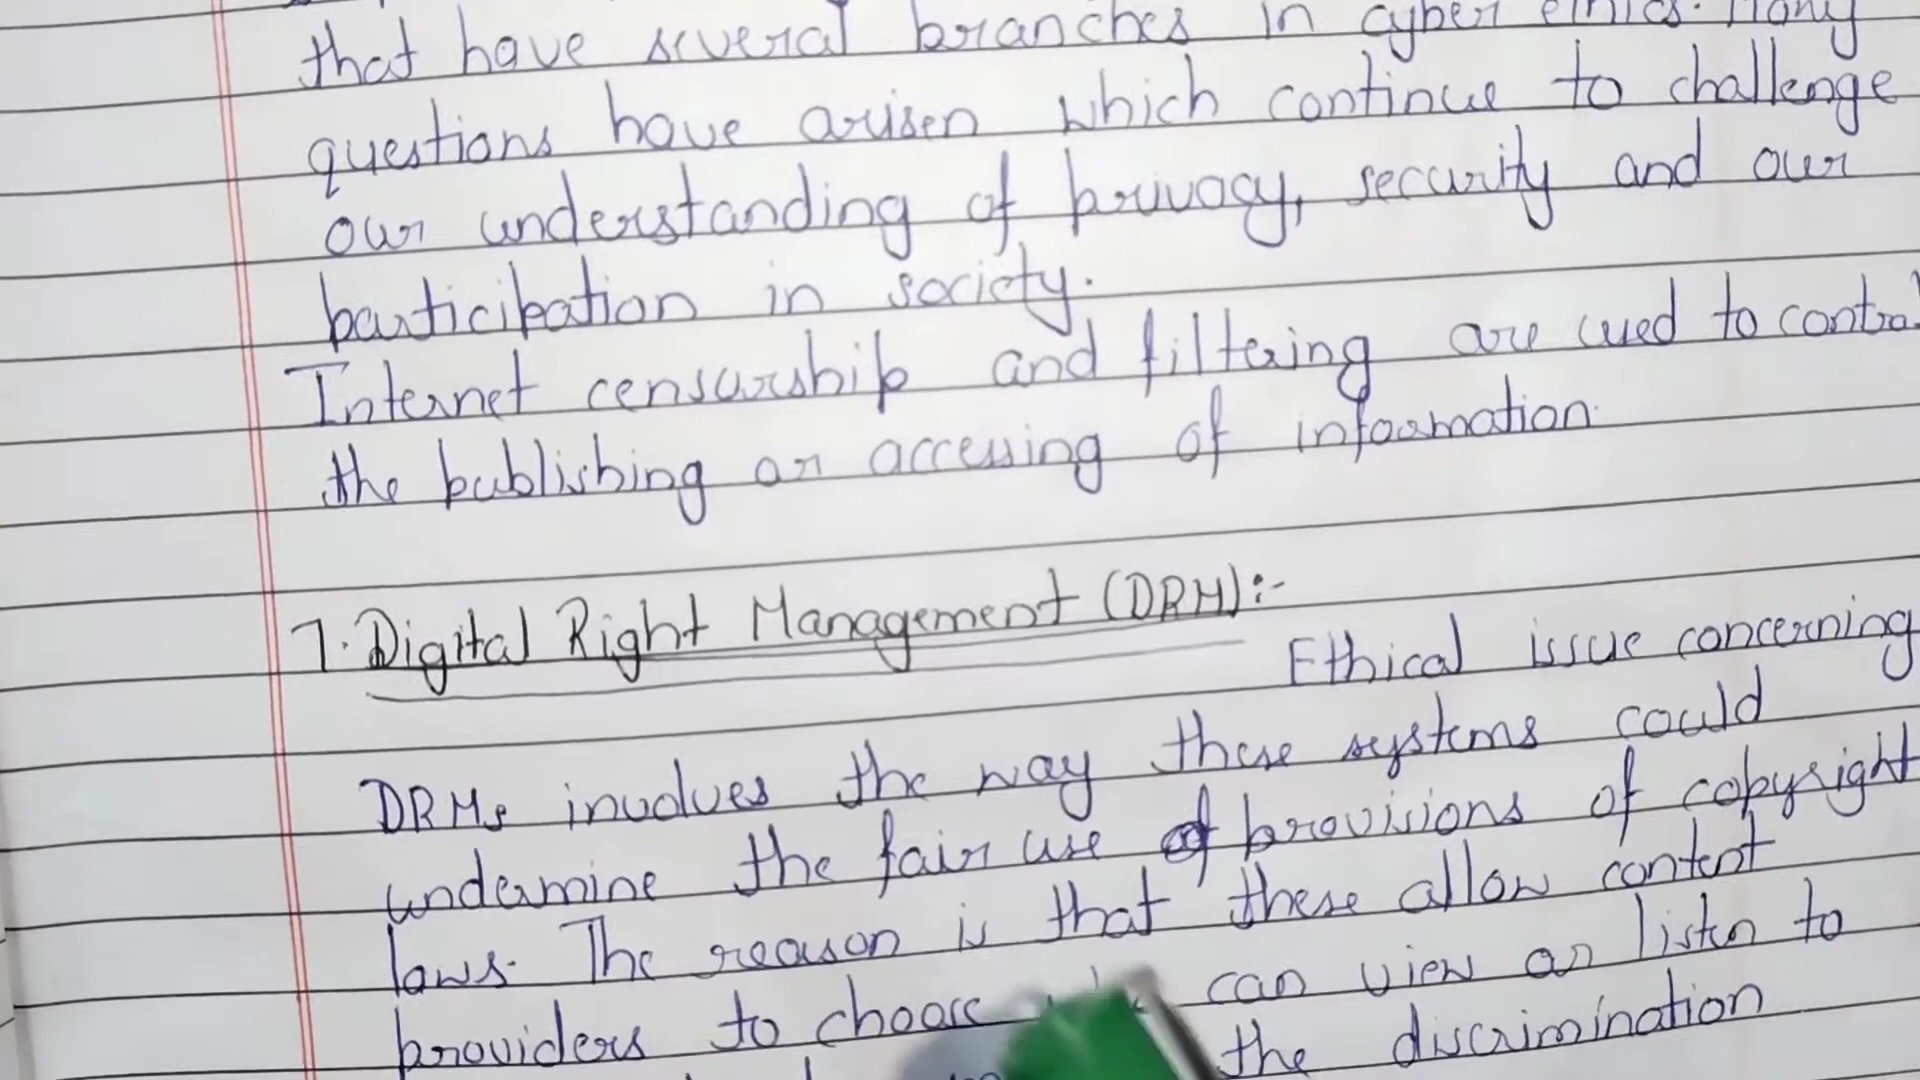 that have several branches in cyber ethics. Many
questions have arisen which continue to challenge
our understanding of privacy, security and our
participation in society.
Internet censurship and filtering are used to control
the publishing or accessing of information.
7. Digital Right Management (DRM):-
Ethical issue concerning
DRMs involves the way these systems could
undermine the fair use of provisions of copyright
laws. The reason is that these allow content
providers to choose can view or listen to
the discrimination